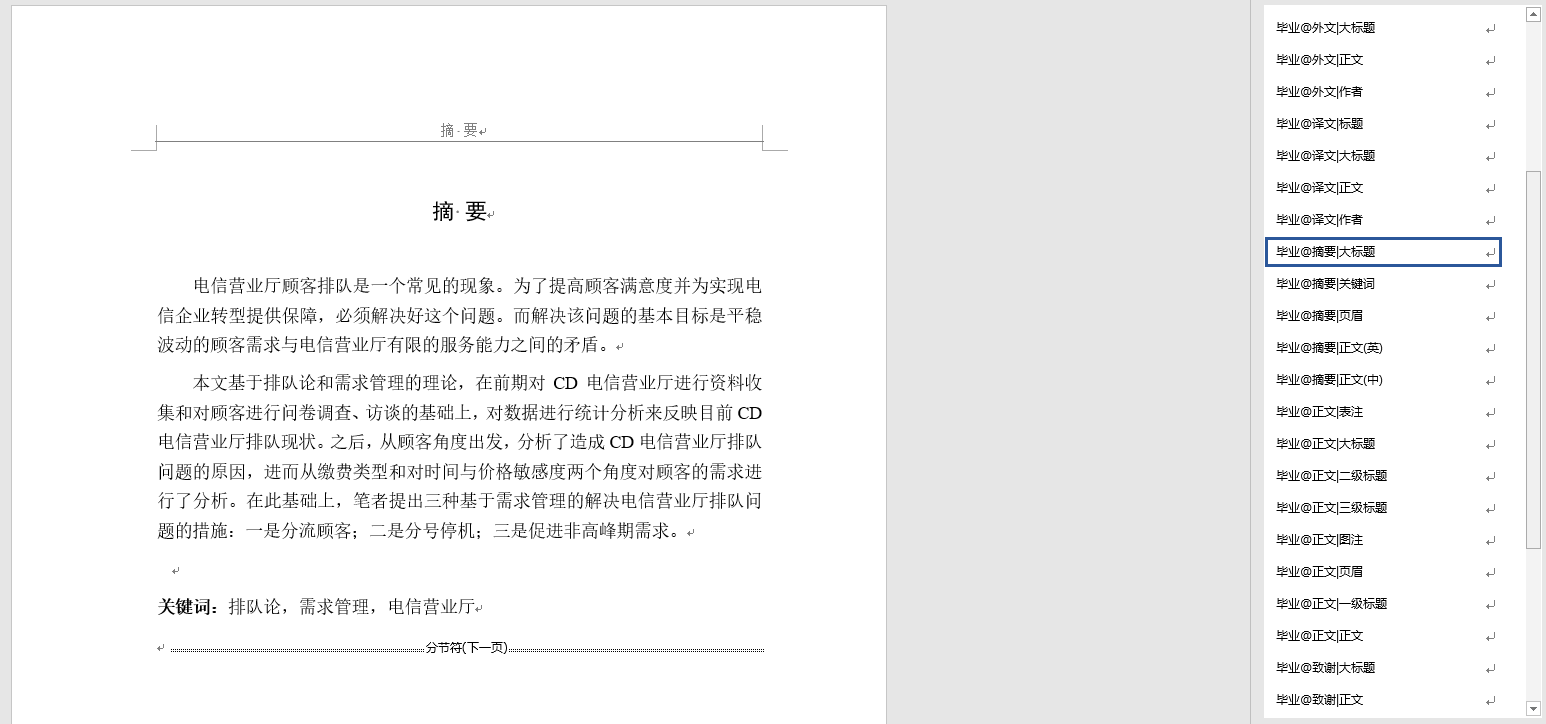 摘 要
摘 要
电信营业厅顾客排队是一个常见的现象。为了提高顾客满意度并为实现电
信企业转型提供保障，必须解决好这个问题。而解决该问题的基本目标是平稳
波动的顾客需求与电信营业厅有限的服务能力之间的矛盾。
本文基于排队论和需求管理的理论，在前期对 CD 电信营业厅进行资料收
集和对顾客进行问卷调查、访谈的基础上，对数据进行统计分析来反映目前 CD
电信营业厅排队现状。之后，从顾客角度出发，分析了造成 CD 电信营业厅排队
问题的原因，进而从缴费类型和对时间与价格敏感度两个角度对顾客的需求进
行了分析。在此基础上，笔者提出三种基于需求管理的解决电信营业厅排队问
题的措施：一是分流顾客；二是分号停机；三是促进非高峰期需求。
关键词：排队论，需求管理，电信营业厅
分节符(下一页)
毕业@外文|大标题
毕业@外文|正文
毕业@外文|作者
毕业@译文|标题
毕业@译文|大标题
毕业@译文|正文
毕业@译文|作者
毕业@摘要|大标题
毕业@摘要|关键词
毕业@摘要|页眉
毕业@摘要|正文(英)
毕业@摘要|正文(中)
毕业@正文|表注
毕业@正文|大标题
毕业@正文|二级标题
毕业@正文|三级标题
毕业@正文|图注
毕业@正文|页眉
毕业@正文|一级标题
毕业@正文|正文
毕业@致谢|大标题
毕业@致谢|正文